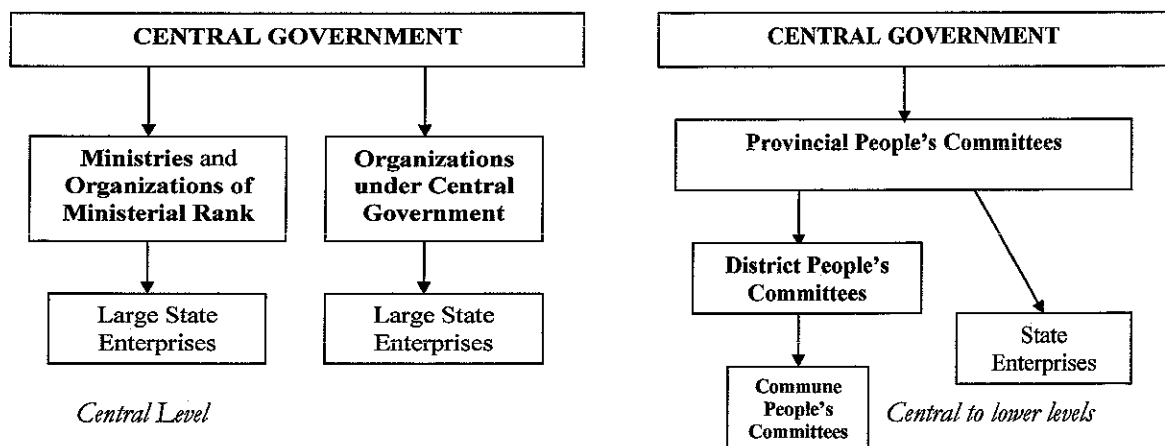 CENTRAL GOVERNMENT
Ministries and
Organizations of
Ministerial Rank
Organizations
under Central
Government
Large State
Enterprises
Large State
Enterprises
Central Level
CENTRAL GOVERNMENT
Provincial People's Committees
District People's
Committees
State
Enterprises
Commune
People's
Committees
Central to lower levels